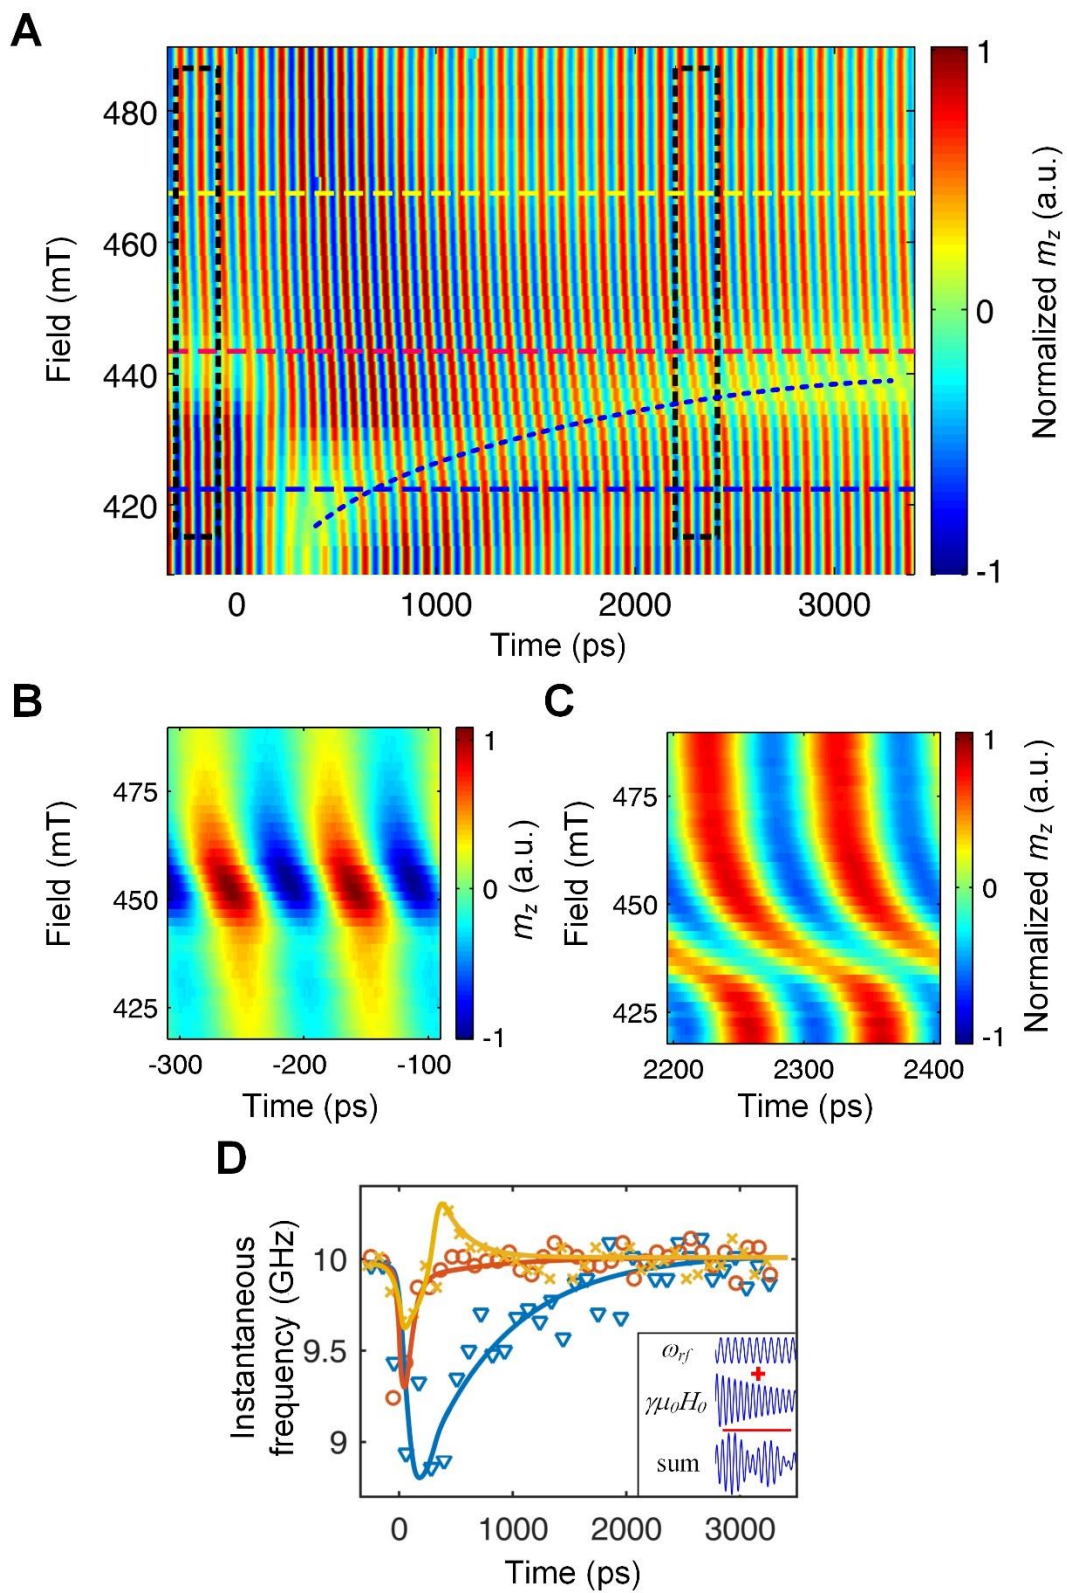 A
Field (mT)
480
460
440
420
0
1000
2000
3000
Time (ps)
1
0
-1
Normalized m_z (a.u.)
B
Field (mT)
475
450
425
-300
-200
-100
Time (ps)
1
0
-1
m_z (a.u.)
C
Field (mT)
475
450
425
2200
2300
2400
Time (ps)
1
0
-1
Normalized m_z (a.u.)
D
Instantaneous
frequency (GHz)
10
9.5
9
0
1000
2000
3000
Time (ps)
ω_rf
+
γμ₀H₀
sum